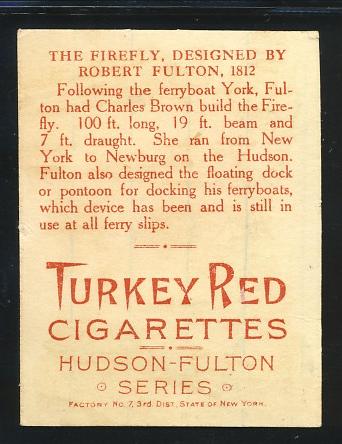 THE FIREFLY, DESIGNED BY
ROBERT FULTON, 1812
Following the ferryboat York, Ful-
ton had Charles Brown build the Fire-
fly. 100 ft. long, 19 ft. beam and
7 ft. draught. She ran from New
York to Newburg on the Hudson.
Fulton also designed the floating dock
or pontoon for docking his ferryboats,
which device has been and is still in
use at all ferry slips.
TURKEY RED
CIGARETTES
HUDSON-FULTON
SERIES
FACTORY No. 7, 3rd. DIST. STATE OF NEW YORK.